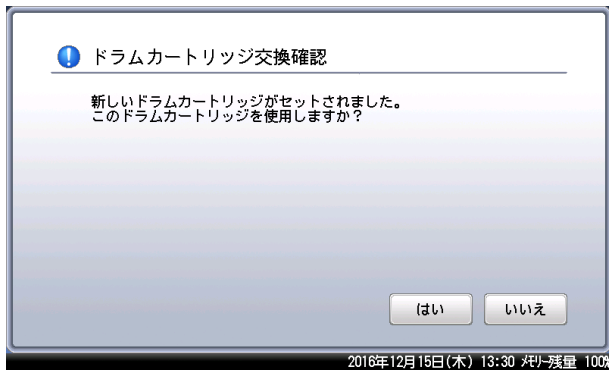 ドラムカートリッジ交換確認
新しいドラムカートリッジがセットされました。
このドラムカートリッジを使用しますか？
はい いいえ
2016年12月15日(木) 13:30 ﾒﾓﾘｰ残量 100%